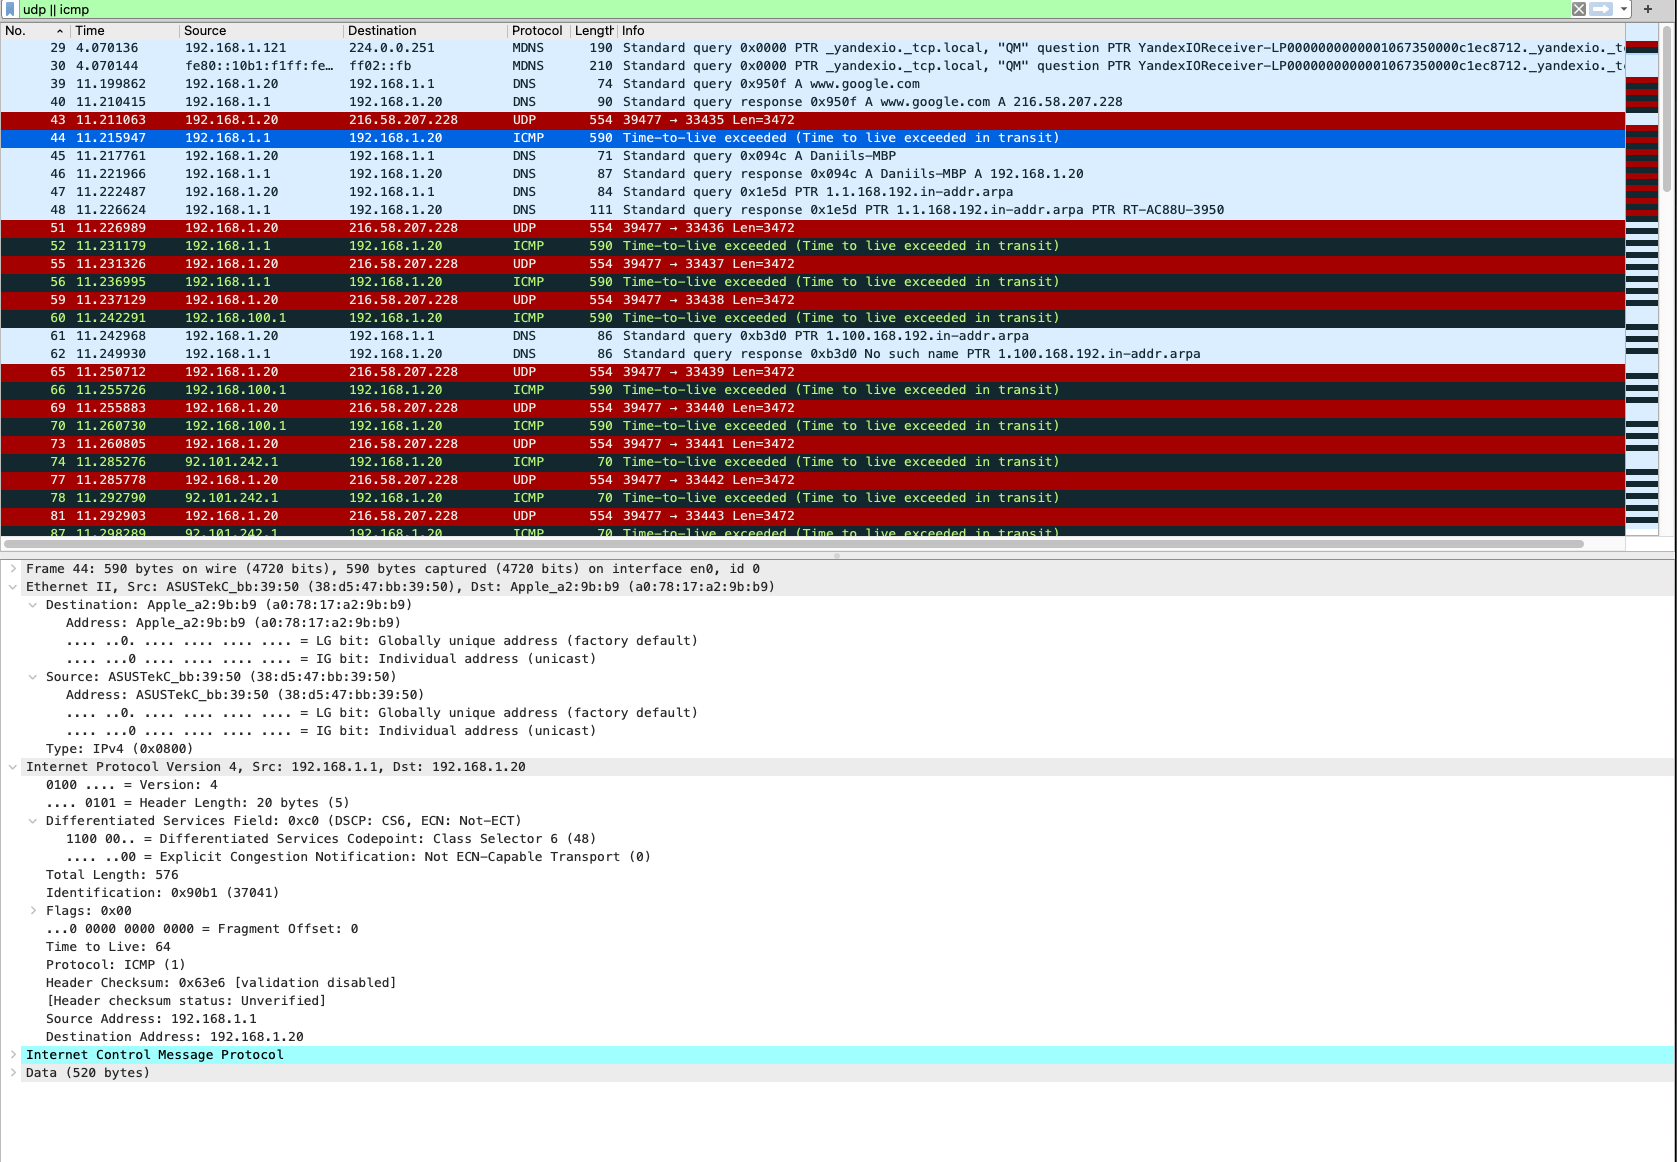 udp || icmp
No. Time Source Destination Protocol Length Info
29 4.070136 192.168.1.121 224.0.0.251 MDNS 190 Standard query 0x0000 PTR _yandexio._tcp.local, "QM" question PTR YandexIOReceiver-LP0000000000001067350000c1ec8712._yandexio._t
30 4.070144 fe80::10b1:f1ff:fe… ff02::fb MDNS 210 Standard query 0x0000 PTR _yandexio._tcp.local, "QM" question PTR YandexIOReceiver-LP0000000000001067350000c1ec8712._yandexio._t
39 11.199862 192.168.1.20 192.168.1.1 DNS 74 Standard query 0x950f A www.google.com
40 11.210415 192.168.1.1 192.168.1.20 DNS 90 Standard query response 0x950f A www.google.com A 216.58.207.228
43 11.211063 192.168.1.20 216.58.207.228 UDP 554 39477 → 33435 Len=3472
44 11.215947 192.168.1.1 192.168.1.20 ICMP 590 Time-to-live exceeded (Time to live exceeded in transit)
45 11.217761 192.168.1.20 192.168.1.1 DNS 71 Standard query 0x094c A Daniils-MBP
46 11.221966 192.168.1.1 192.168.1.20 DNS 87 Standard query response 0x094c A Daniils-MBP A 192.168.1.20
47 11.222487 192.168.1.20 192.168.1.1 DNS 84 Standard query 0x1e5d PTR 1.1.168.192.in-addr.arpa
48 11.226624 192.168.1.1 192.168.1.20 DNS 111 Standard query response 0x1e5d PTR 1.1.168.192.in-addr.arpa PTR RT-AC88U-3950
51 11.226989 192.168.1.20 216.58.207.228 UDP 554 39477 → 33436 Len=3472
52 11.231179 192.168.1.1 192.168.1.20 ICMP 590 Time-to-live exceeded (Time to live exceeded in transit)
55 11.231326 192.168.1.20 216.58.207.228 UDP 554 39477 → 33437 Len=3472
56 11.236995 192.168.1.1 192.168.1.20 ICMP 590 Time-to-live exceeded (Time to live exceeded in transit)
59 11.237129 192.168.1.20 216.58.207.228 UDP 554 39477 → 33438 Len=3472
60 11.242291 192.168.100.1 192.168.1.20 ICMP 590 Time-to-live exceeded (Time to live exceeded in transit)
61 11.242968 192.168.1.20 192.168.1.1 DNS 86 Standard query 0xb3d0 PTR 1.100.168.192.in-addr.arpa
62 11.249930 192.168.1.1 192.168.1.20 DNS 86 Standard query response 0xb3d0 No such name PTR 1.100.168.192.in-addr.arpa
65 11.250712 192.168.1.20 216.58.207.228 UDP 554 39477 → 33439 Len=3472
66 11.255726 192.168.100.1 192.168.1.20 ICMP 590 Time-to-live exceeded (Time to live exceeded in transit)
69 11.255883 192.168.1.20 216.58.207.228 UDP 554 39477 → 33440 Len=3472
70 11.260730 192.168.100.1 192.168.1.20 ICMP 590 Time-to-live exceeded (Time to live exceeded in transit)
73 11.260805 192.168.1.20 216.58.207.228 UDP 554 39477 → 33441 Len=3472
74 11.285276 92.101.242.1 192.168.1.20 ICMP 70 Time-to-live exceeded (Time to live exceeded in transit)
77 11.285778 192.168.1.20 216.58.207.228 UDP 554 39477 → 33442 Len=3472
78 11.292790 92.101.242.1 192.168.1.20 ICMP 70 Time-to-live exceeded (Time to live exceeded in transit)
81 11.292903 192.168.1.20 216.58.207.228 UDP 554 39477 → 33443 Len=3472
87 11.298289 92.101.242.1 192.168.1.20 ICMP 70 Time-to-live exceeded (Time to live exceeded in transit)
Frame 44: 590 bytes on wire (4720 bits), 590 bytes captured (4720 bits) on interface en0, id 0
Ethernet II, Src: ASUSTekC_bb:39:50 (38:d5:47:bb:39:50), Dst: Apple_a2:9b:b9 (a0:78:17:a2:9b:b9)
Destination: Apple_a2:9b:b9 (a0:78:17:a2:9b:b9)
Address: Apple_a2:9b:b9 (a0:78:17:a2:9b:b9)
.... ..0. .... .... .... .... = LG bit: Globally unique address (factory default)
.... ...0 .... .... .... .... = IG bit: Individual address (unicast)
Source: ASUSTekC_bb:39:50 (38:d5:47:bb:39:50)
Address: ASUSTekC_bb:39:50 (38:d5:47:bb:39:50)
.... ..0. .... .... .... .... = LG bit: Globally unique address (factory default)
.... ...0 .... .... .... .... = IG bit: Individual address (unicast)
Type: IPv4 (0x0800)
Internet Protocol Version 4, Src: 192.168.1.1, Dst: 192.168.1.20
0100 .... = Version: 4
.... 0101 = Header Length: 20 bytes (5)
Differentiated Services Field: 0xc0 (DSCP: CS6, ECN: Not-ECT)
1100 00.. = Differentiated Services Codepoint: Class Selector 6 (48)
.... ..00 = Explicit Congestion Notification: Not ECN-Capable Transport (0)
Total Length: 576
Identification: 0x90b1 (37041)
Flags: 0x00
...0 0000 0000 0000 = Fragment Offset: 0
Time to Live: 64
Protocol: ICMP (1)
Header Checksum: 0x63e6 [validation disabled]
[Header checksum status: Unverified]
Source Address: 192.168.1.1
Destination Address: 192.168.1.20
Internet Control Message Protocol
Data (520 bytes)